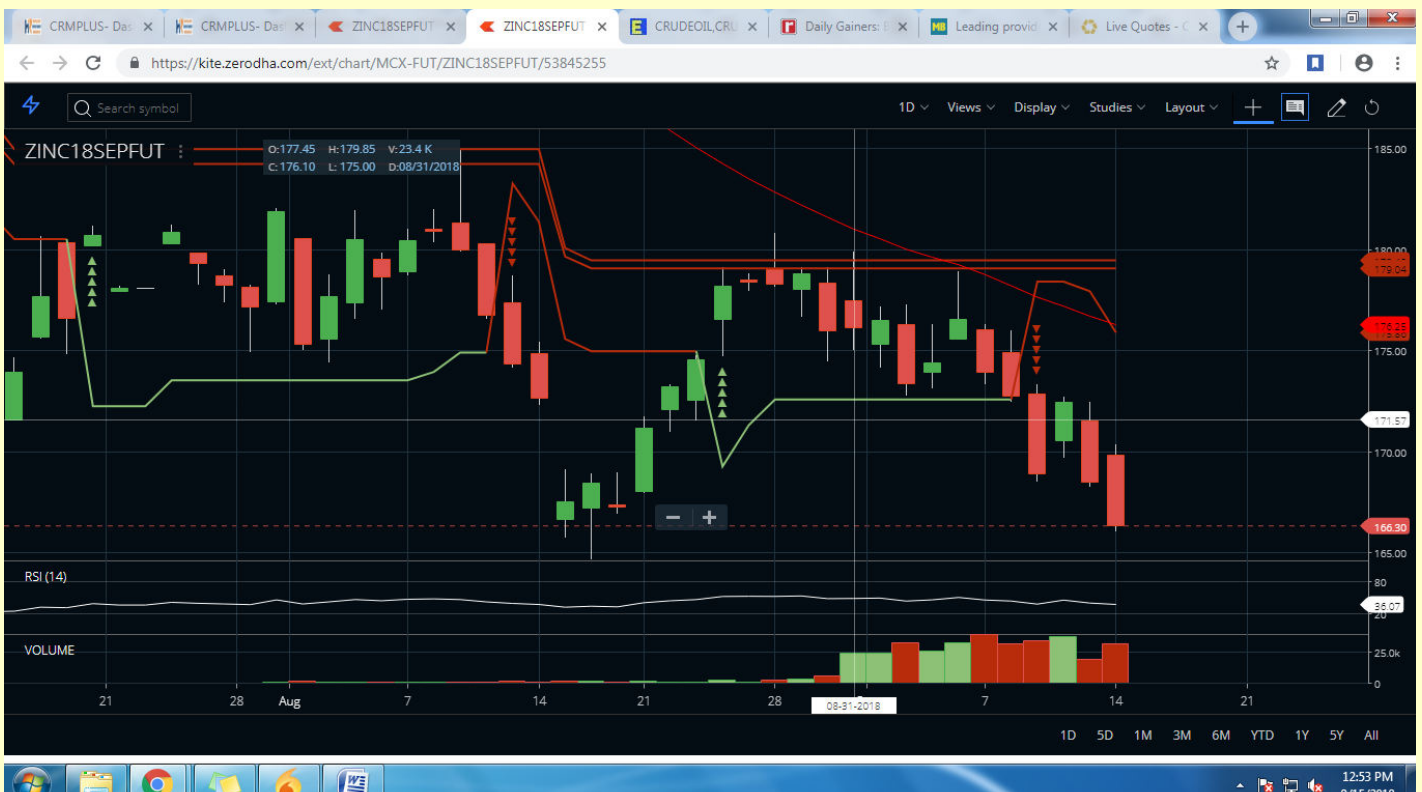 CRMPLUS- Das
CRMPLUS- Das
ZINC18SEPFUT
ZINC18SEPFUT
CRUDEOIL,CRU
Daily Gainers: B
Leading provid
Live Quotes - C
https://kite.zerodha.com/ext/chart/MCX-FUT/ZINC18SEPFUT/53845255
Search symbol
1D Views Display Studies Layout
ZINC18SEPFUT
O:177.45 H:179.85 V:23.4 K
C:176.10 L: 175.00 D:08/31/2018
185.00
180.00
179.04
176.25
175.00
171.57
170.00
166.30
165.00
RSI (14)
80
36.07
20
VOLUME
25.0k
0
21 28 Aug 7 14 21 28 08-31-2018 7 14 21
1D 5D 1M 3M 6M YTD 1Y 5Y All
12:53 PM